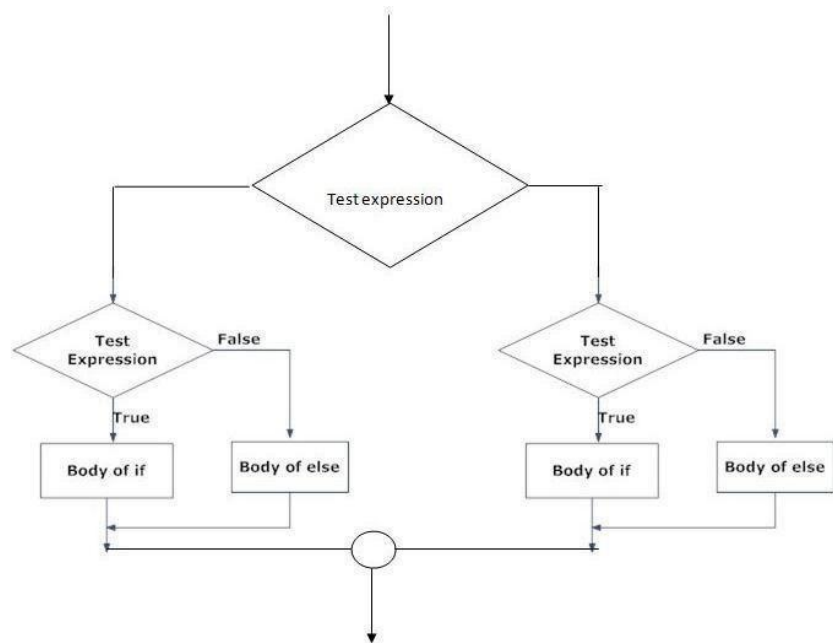 Test expression
Test
Expression
False
True
Body of if
Body of else
Test
Expression
False
True
Body of if
Body of else